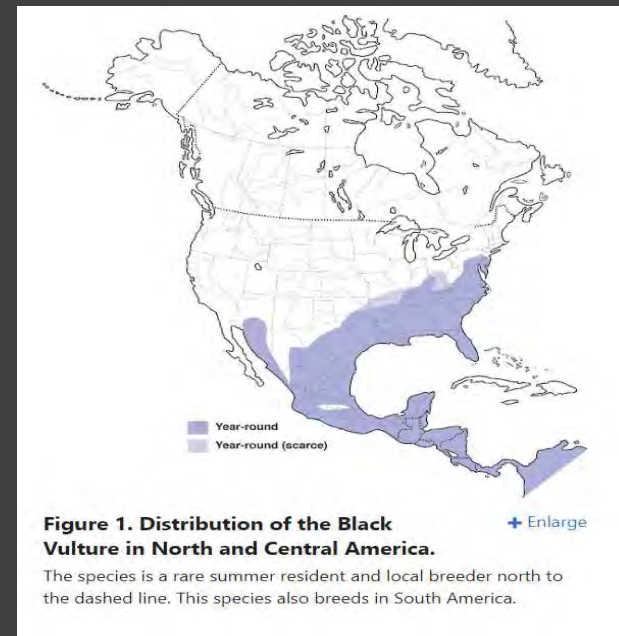 Year-round
Year-round (scarce)
Figure 1. Distribution of the Black
Vulture in North and Central America.
+ Enlarge
The species is a rare summer resident and local breeder north to
the dashed line. This species also breeds in South America.